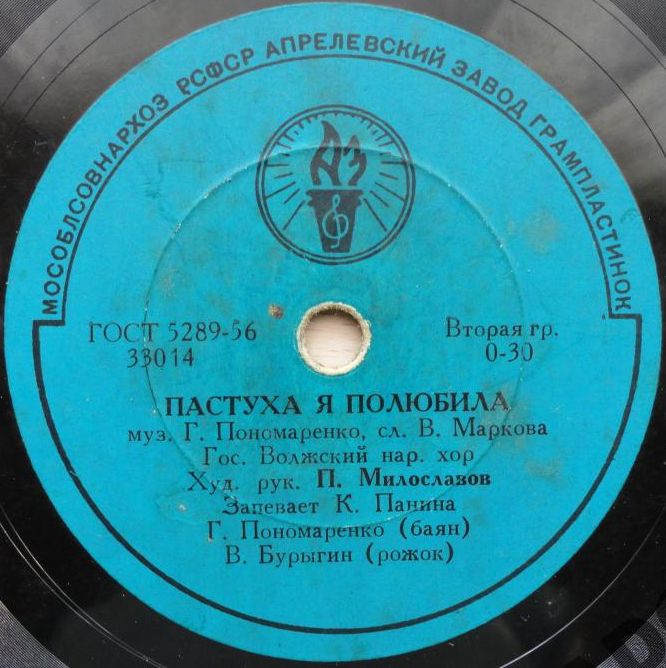 МОСОБЛСОВНАРХОЗ РСФСР АПРЕЛЕВСКИЙ ЗАВОД ГРАМПЛАСТИНОК
АЗ
ГОСТ 5289-56
33014
Вторая гр.
0-30
ПАСТУХА Я ПОЛЮБИЛА
муз. Г. Пономаренко, сл. В. Маркова
Гос. Волжский нар. хор
Худ. рук. П. Милославов
Запевает К. Панина
Г. Пономаренко (баян)
В. Бурыгин (рожок)